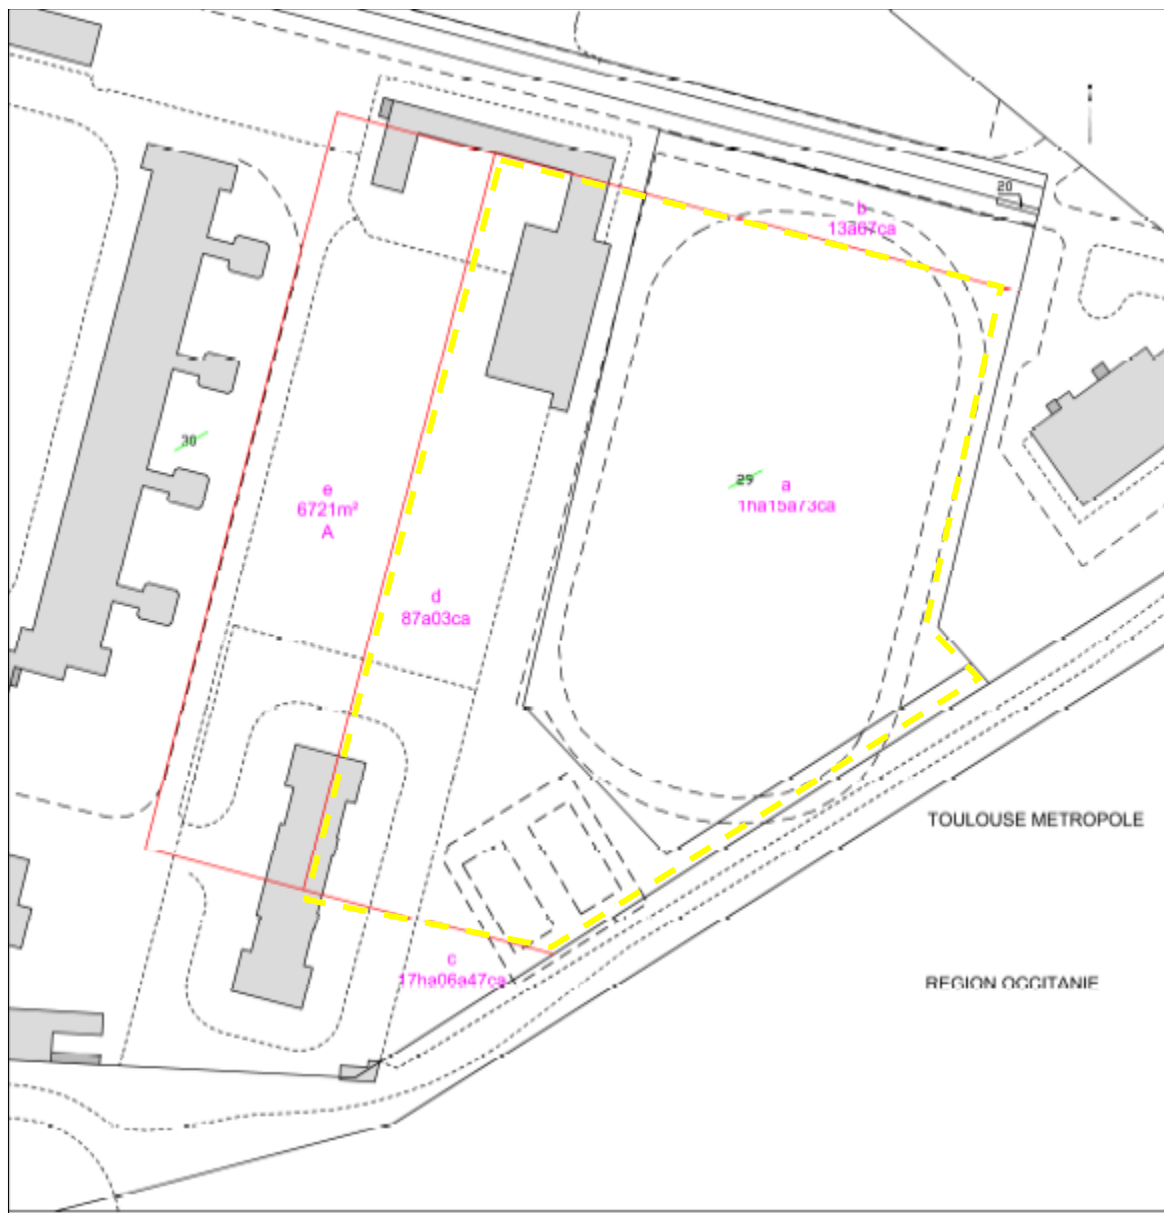 20
b
13a67ca
30
29
a
1ha15a73ca
e
6721m²
A
d
87a03ca
TOULOUSE METROPOLE
c
17ha06a47ca
REGION OCCITANIE